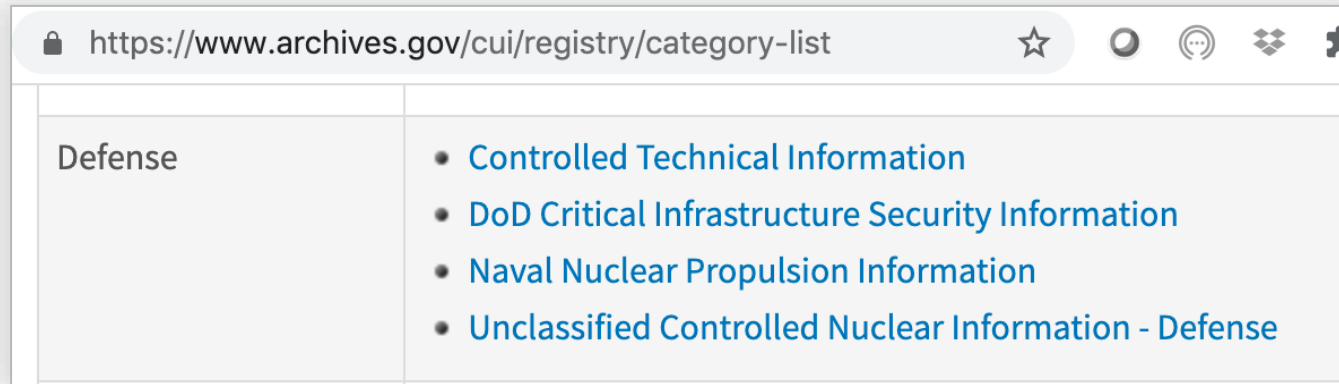 https://www.archives.gov/cui/registry/category-list
Defense
Controlled Technical Information
DoD Critical Infrastructure Security Information
Naval Nuclear Propulsion Information
Unclassified Controlled Nuclear Information - Defense